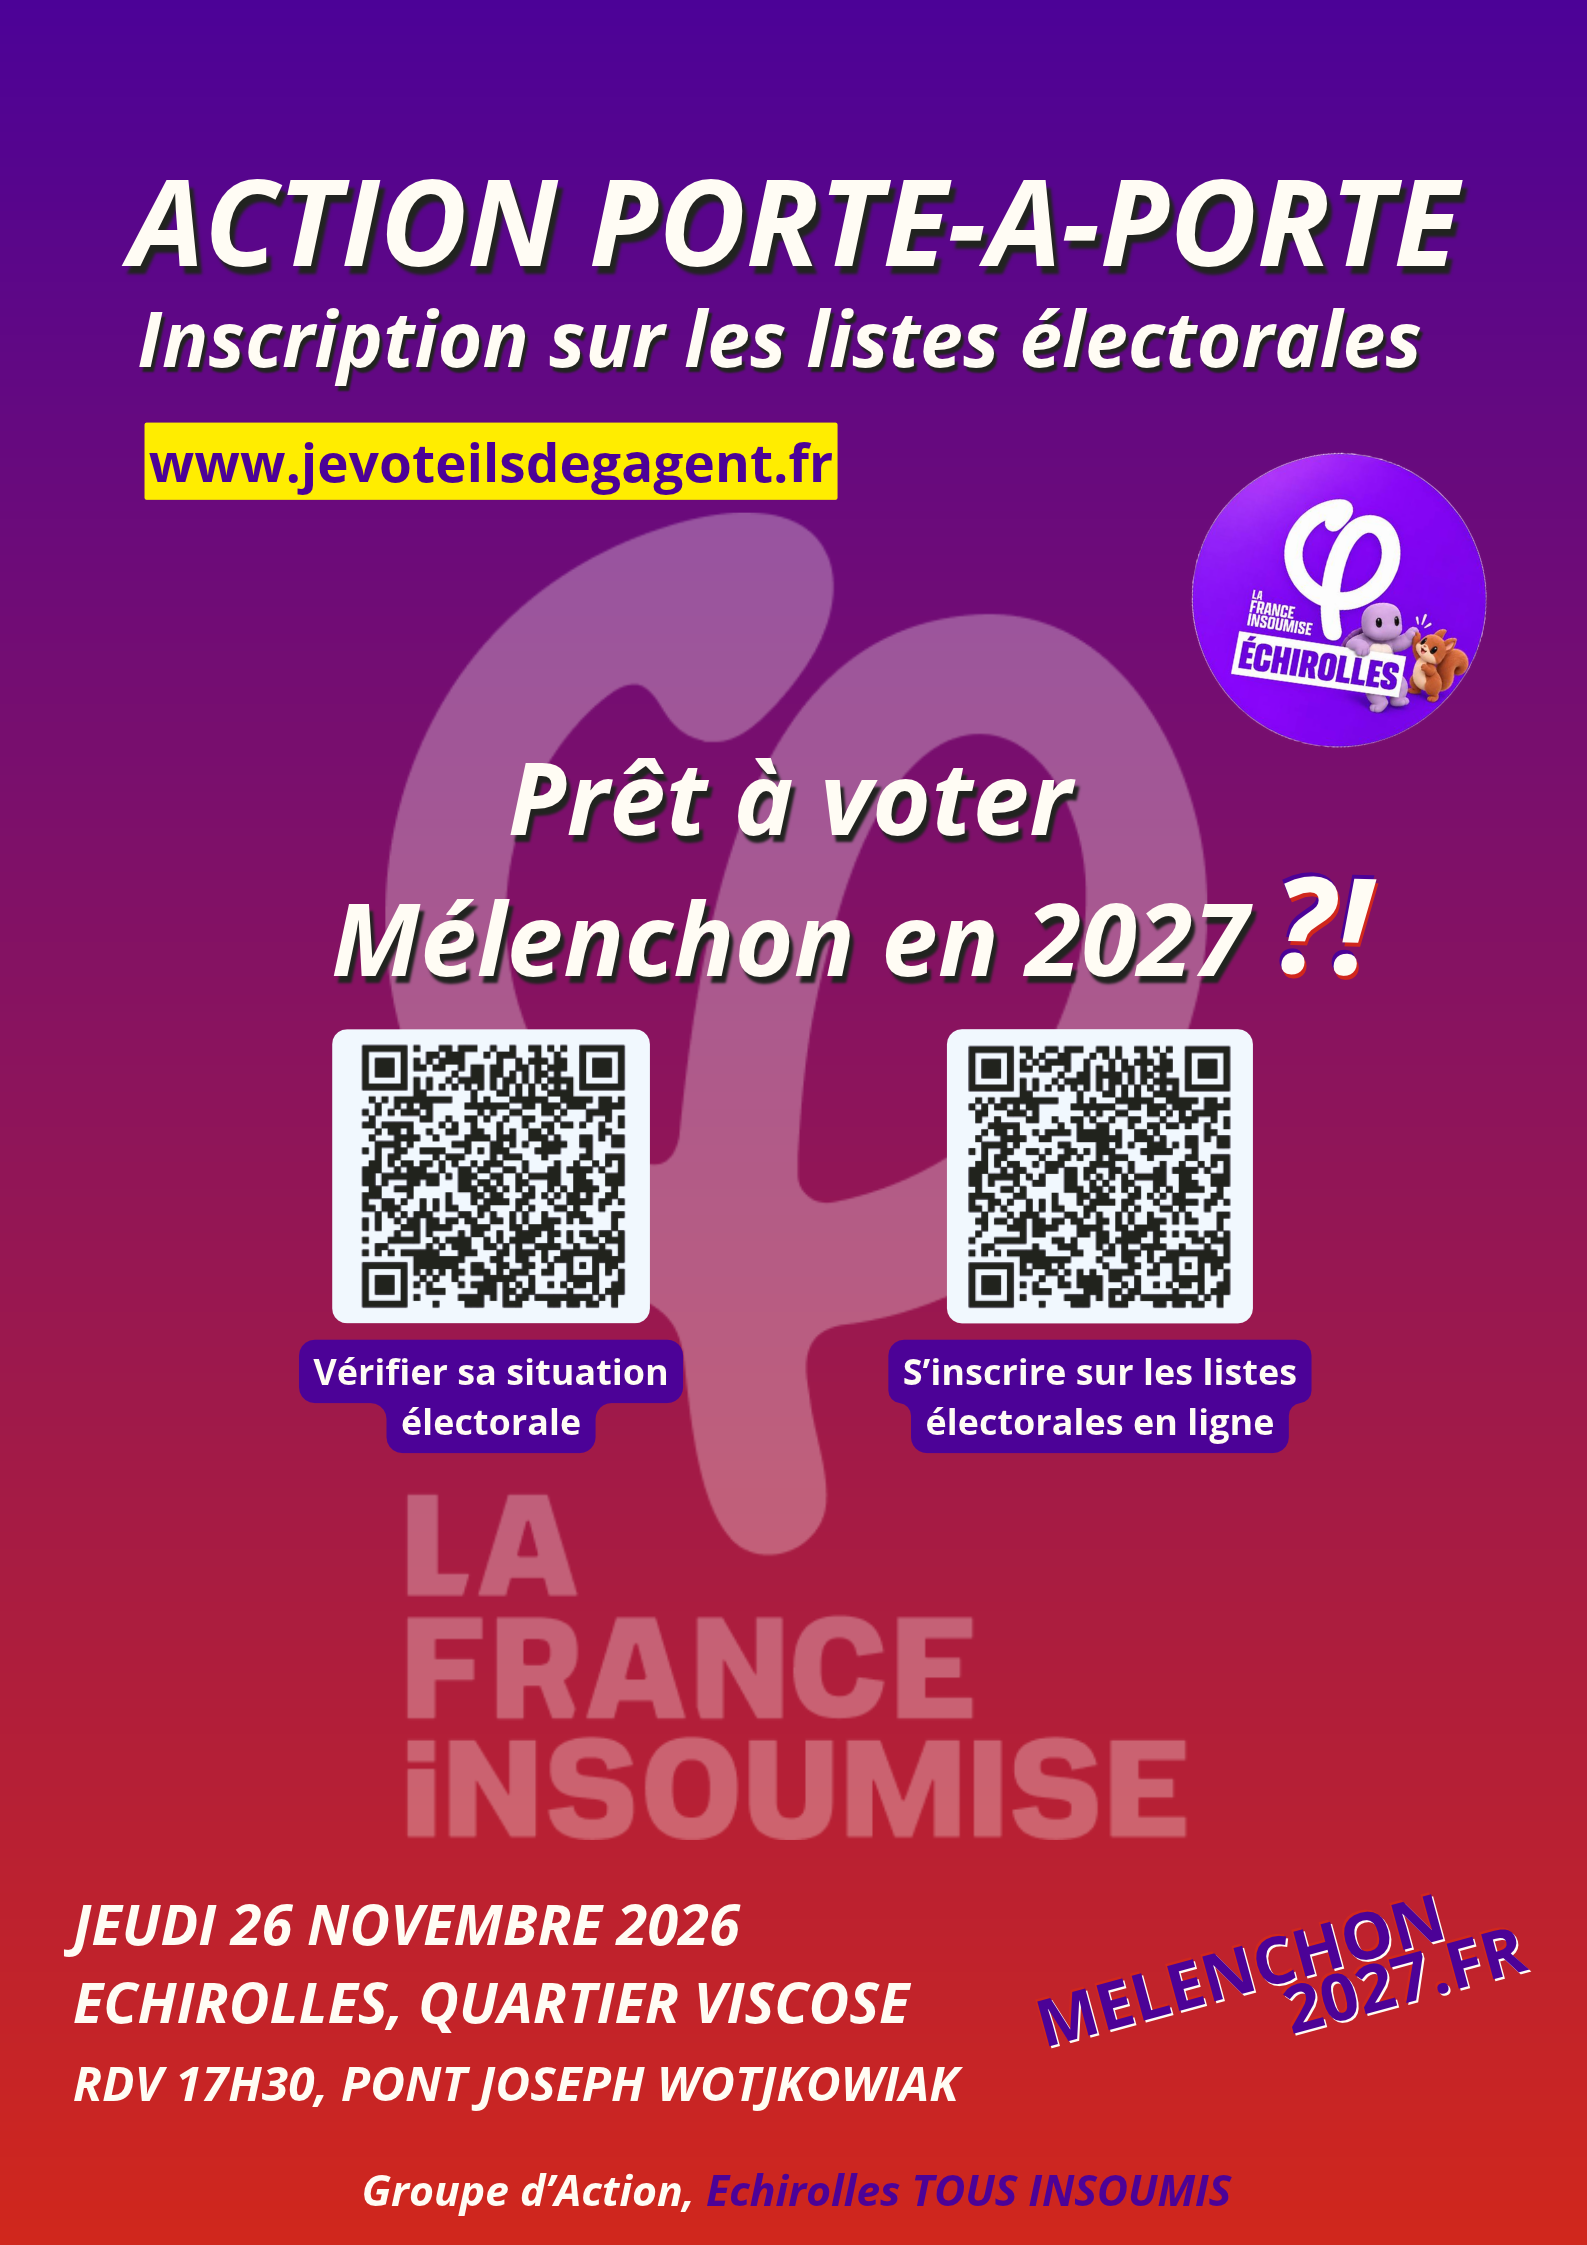 ACTION PORTE-A-PORTE
Inscription sur les listes électorales
www.jevoteilsdegagent.fr
LA
FRANCE
INSOUMISE
ÉCHIROLLES
Prêt à voter
Mélenchon en 2027 ?!
Vérifier sa situation
électorale
S’inscrire sur les listes
électorales en ligne
LA
FRANCE
iNSOUMISE
JEUDI 26 NOVEMBRE 2026
ECHIROLLES, QUARTIER VISCOSE
RDV 17H30, PONT JOSEPH WOTJKOWIAK
MELENCHON
2027.FR
Groupe d’Action, Echirolles TOUS INSOUMIS